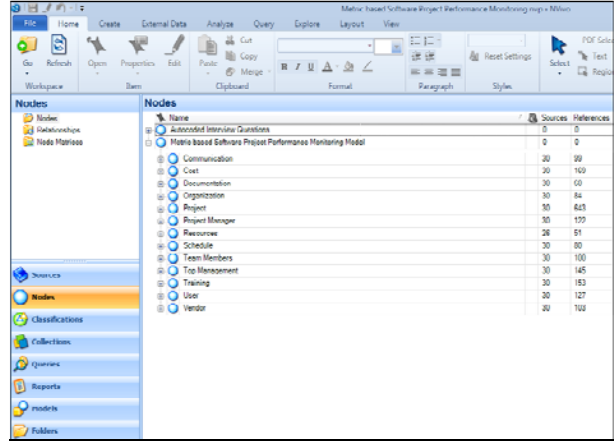 Metric based Software Project Performance Monitoring.nvp - NVivo
File Home Create External Data Analyze Query Explore Layout View
Go Refresh Open Properties Edit Paste Cut Copy Merge
B I U A
Reset Settings Select PDF Text Region
Workspace Item Clipboard Format Paragraph Styles
Nodes
Nodes
Relationships
Node Matrices
Sources
Nodes
Classifications
Collections
Queries
Reports
models
Folders
Nodes
Name Sources References
Autocoded Interview Questions 0 0
Metric based Software Project Performance Monitoring Model 0 0
Communication 30 99
Cost 30
Documentation 30
Organization 30 84
Project 30 643
Project Manager 30 122
Resources 51
Schedule 30 80
Team Members 30 100
Top Management 30 145
Training 30 153
User 30 127
Vendor 30 103